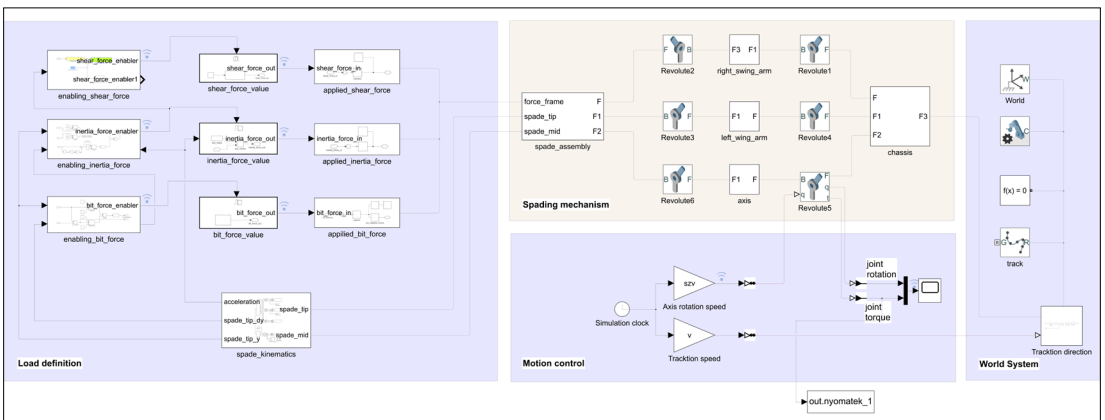 shear_force_enabler
shear_force_enabler1
enabling_shear_force
shear_force_out
shear_force_value
shear_force_in
applied_shear_force
inertia_force_enabler
enabling_inertia_force
inertia_force_out
inertia_force_value
inertia_force_in
applied_inertia_force
bit_force_enabler
enabling_bit_force
bit_force_out
bit_force_value
bit_force_in
appilied_bit_force
acceleration
spade_tip_dy
spade_tip_y
spade_tip
spade_mid
spade_kinematics
Load definition
force_frame
spade_tip
spade_mid
F
F1
F2
spade_assembly
F
B
Revolute2
F3 F1
right_swing_arm
B
F
Revolute1
B
F
Revolute3
F F1
left_wing_arm
B
F
Revolute4
B
F
Revolute6
F1 F
axis
B
F
q
q
t
Revolute5
F
F2
F3
chassis
Spading mechanism
Simulation clock
szv
Axis rotation speed
v
Tracktion speed
joint
rotation
joint
torque
Motion control
out.nyomatek_1
W
World
C
f(x) = 0
B
G
R
track
Tracktion direction
World System